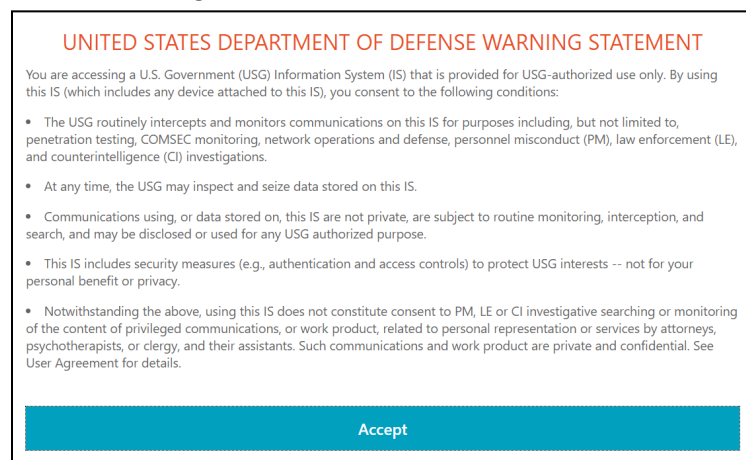 UNITED STATES DEPARTMENT OF DEFENSE WARNING STATEMENT
You are accessing a U.S. Government (USG) Information System (IS) that is provided for USG-authorized use only. By using
this IS (which includes any device attached to this IS), you consent to the following conditions:
• The USG routinely intercepts and monitors communications on this IS for purposes including, but not limited to,
penetration testing, COMSEC monitoring, network operations and defense, personnel misconduct (PM), law enforcement (LE),
and counterintelligence (CI) investigations.
• At any time, the USG may inspect and seize data stored on this IS.
• Communications using, or data stored on, this IS are not private, are subject to routine monitoring, interception, and
search, and may be disclosed or used for any USG authorized purpose.
• This IS includes security measures (e.g., authentication and access controls) to protect USG interests -- not for your
personal benefit or privacy.
• Notwithstanding the above, using this IS does not constitute consent to PM, LE or CI investigative searching or monitoring
of the content of privileged communications, or work product, related to personal representation or services by attorneys,
psychotherapists, or clergy, and their assistants. Such communications and work product are private and confidential. See
User Agreement for details.
Accept